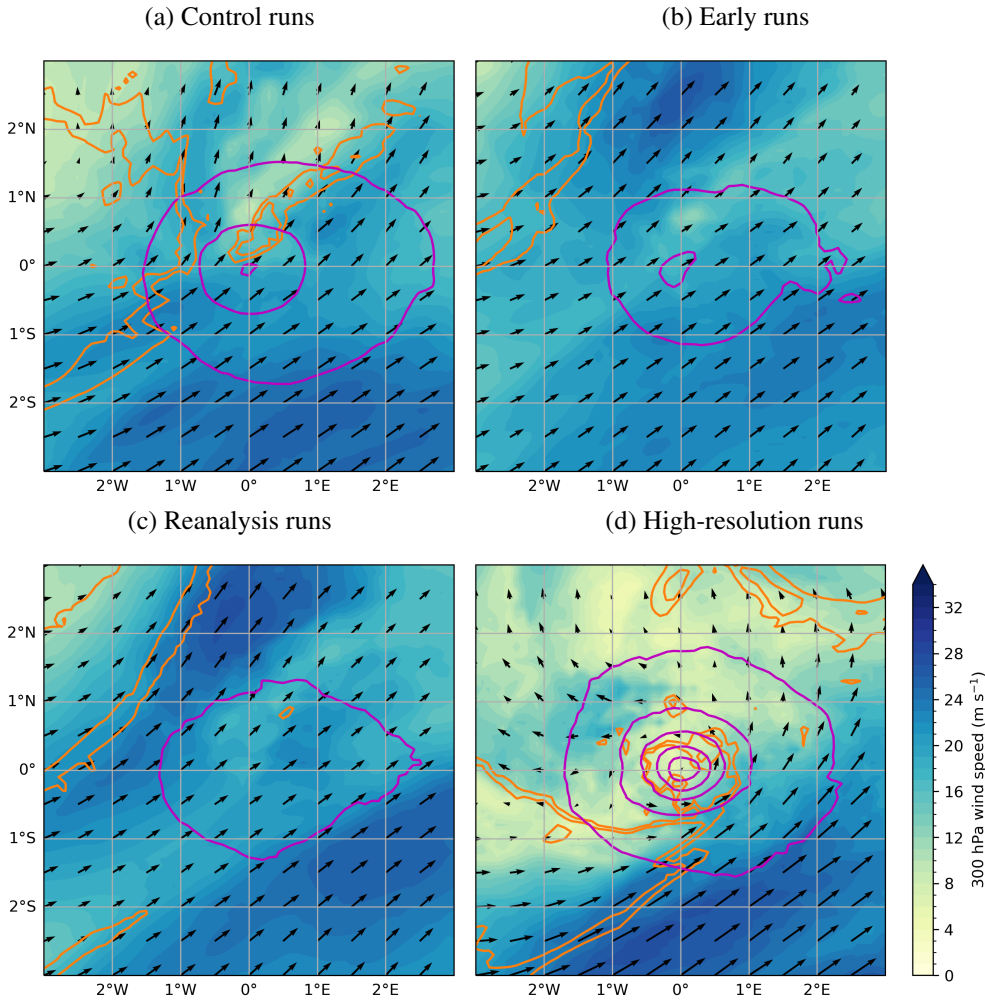 (a) Control runs
(b) Early runs
2°N
1°N
0°
1°S
2°S
2°W 1°W 0° 1°E 2°E
2°W 1°W 0° 1°E 2°E
(c) Reanalysis runs
(d) High-resolution runs
2°N
1°N
0°
1°S
2°S
2°W 1°W 0° 1°E 2°E
2°W 1°W 0° 1°E 2°E
32
28
24
20
16
12
8
4
0
300 hPa wind speed (m s⁻¹)